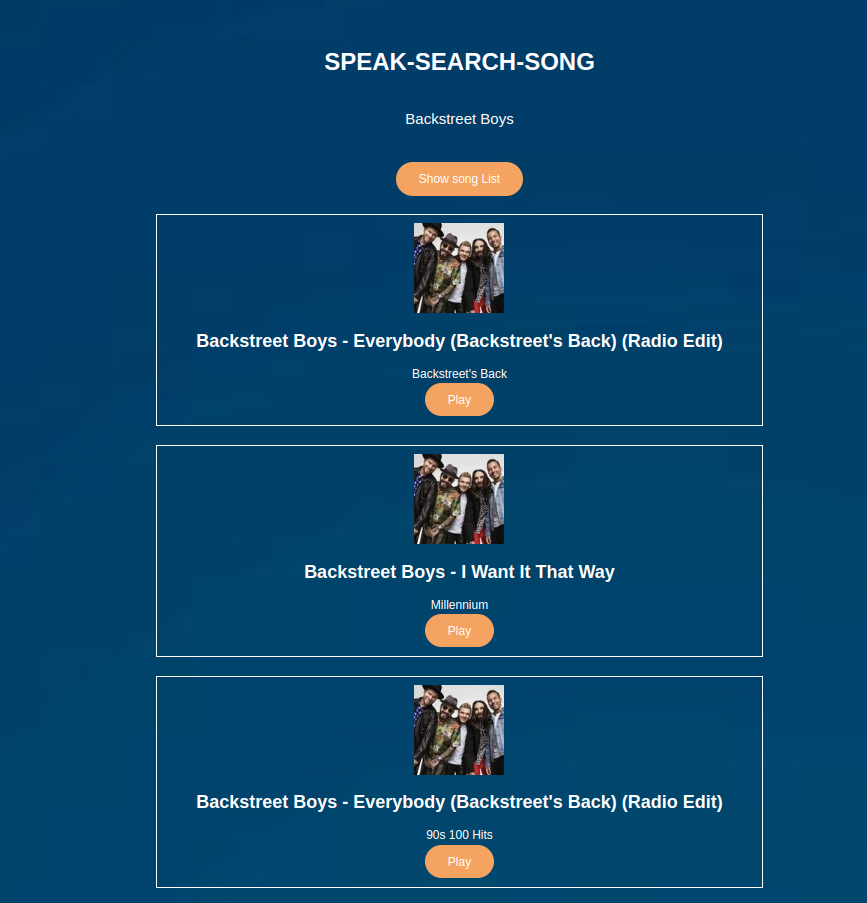 SPEAK-SEARCH-SONG
Backstreet Boys
Show song List
Backstreet Boys - Everybody (Backstreet's Back) (Radio Edit)
Backstreet's Back
Play
Backstreet Boys - I Want It That Way
Millennium
Play
Backstreet Boys - Everybody (Backstreet's Back) (Radio Edit)
90s 100 Hits
Play